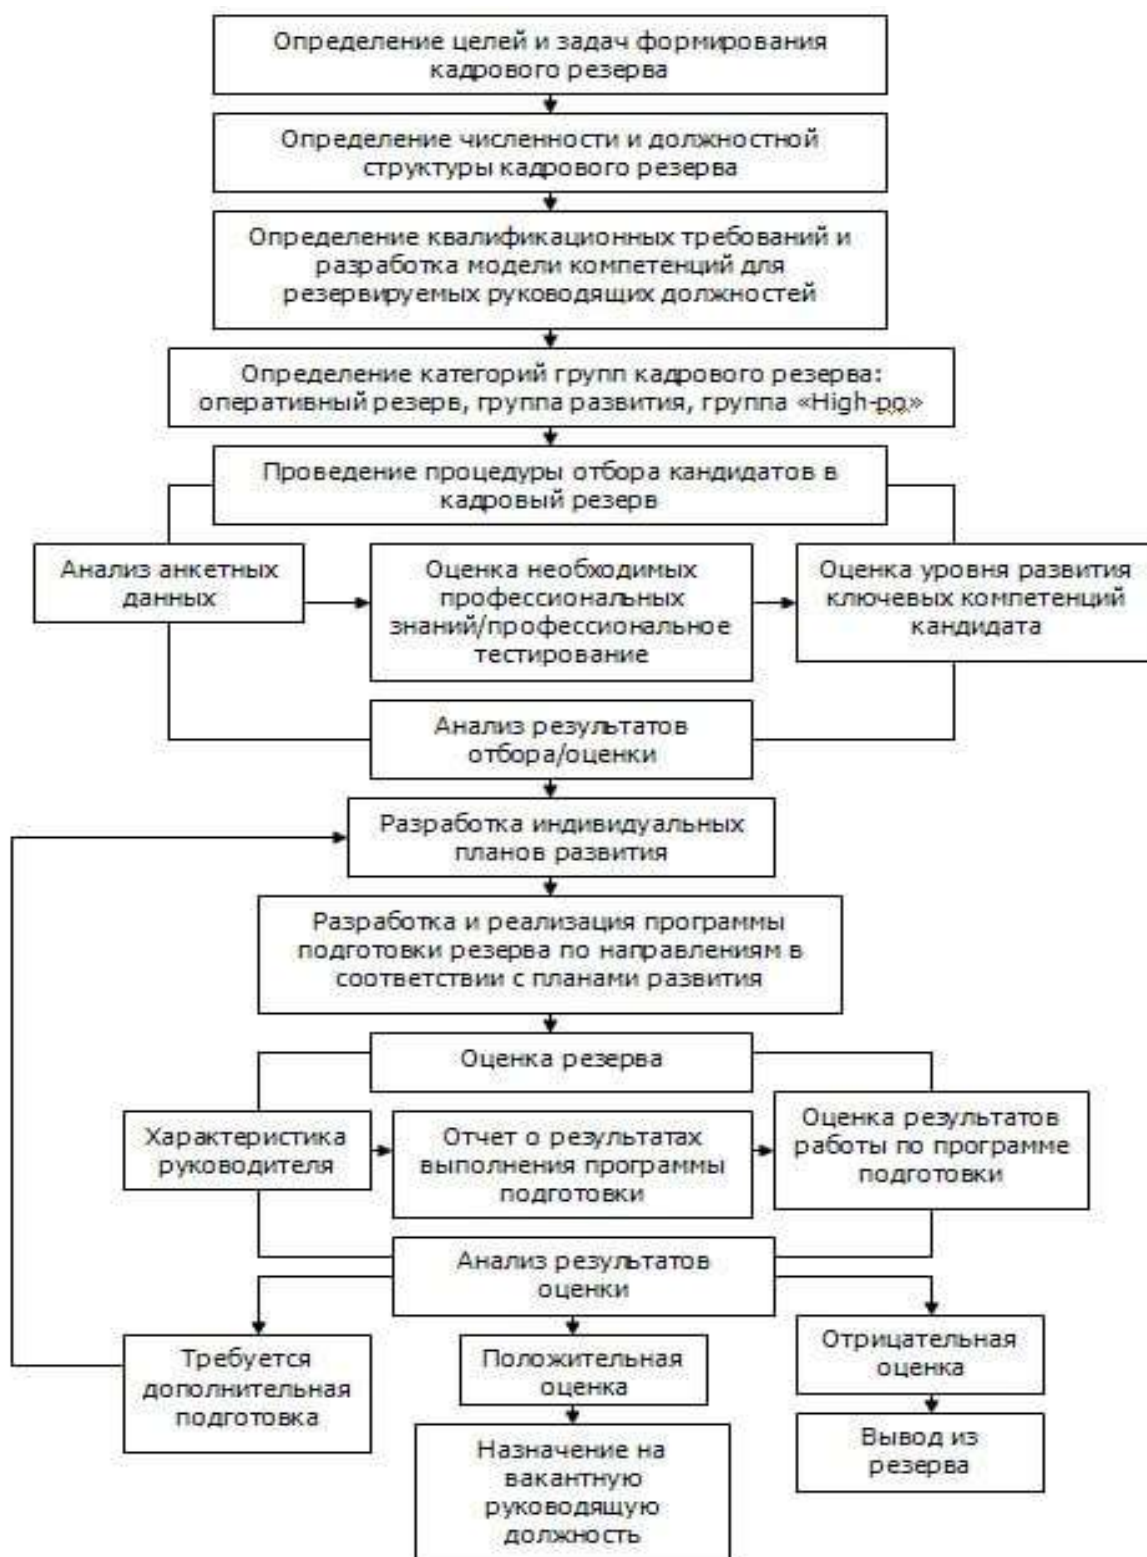 Определение целей и задач формирования
кадрового резерва
Определение численности и должностной
структуры кадрового резерва
Определение квалификационных требований и
разработка модели компетенций для
резервируемых руководящих должностей
Определение категорий групп кадрового резерва:
оперативный резерв, группа развития, группа «High-po»
Проведение процедуры отбора кандидатов в
кадровый резерв
Анализ анкетных
данных
Оценка необходимых
профессиональных
знаний/профессиональное
тестирование
Оценка уровня развития
ключевых компетенций
кандидата
Анализ результатов
отбора/оценки
Разработка индивидуальных
планов развития
Разработка и реализация программы
подготовки резерва по направлениям в
соответствии с планами развития
Оценка резерва
Характеристика
руководителя
Отчет о результатах
выполнения программы
подготовки
Оценка результатов
работы по программе
подготовки
Анализ результатов
оценки
Требуется
дополнительная
подготовка
Положительная
оценка
Отрицательная
оценка
Назначение на
вакантную
руководящую
должность
Вывод из
резерва